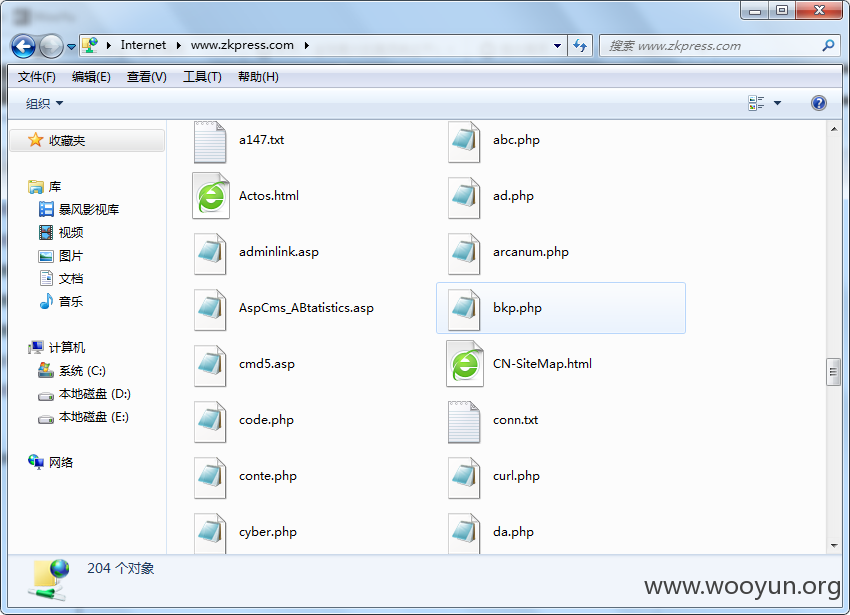 Internet www.zkpress.com
搜索 www.zkpress.com
文件(F) 编辑(E) 查看(V) 工具(T) 帮助(H)
组织
收藏夹
库
暴风影视库
视频
图片
文档
音乐
计算机
系统 (C:)
本地磁盘 (D:)
本地磁盘 (E:)
网络
a147.txt abc.php
Actos.html ad.php
adminlink.asp arcanum.php
AspCms_ABtatistics.asp bkp.php
cmd5.asp CN-SiteMap.html
code.php conn.txt
conte.php curl.php
cyber.php da.php
204 个对象
www.wooyun.org